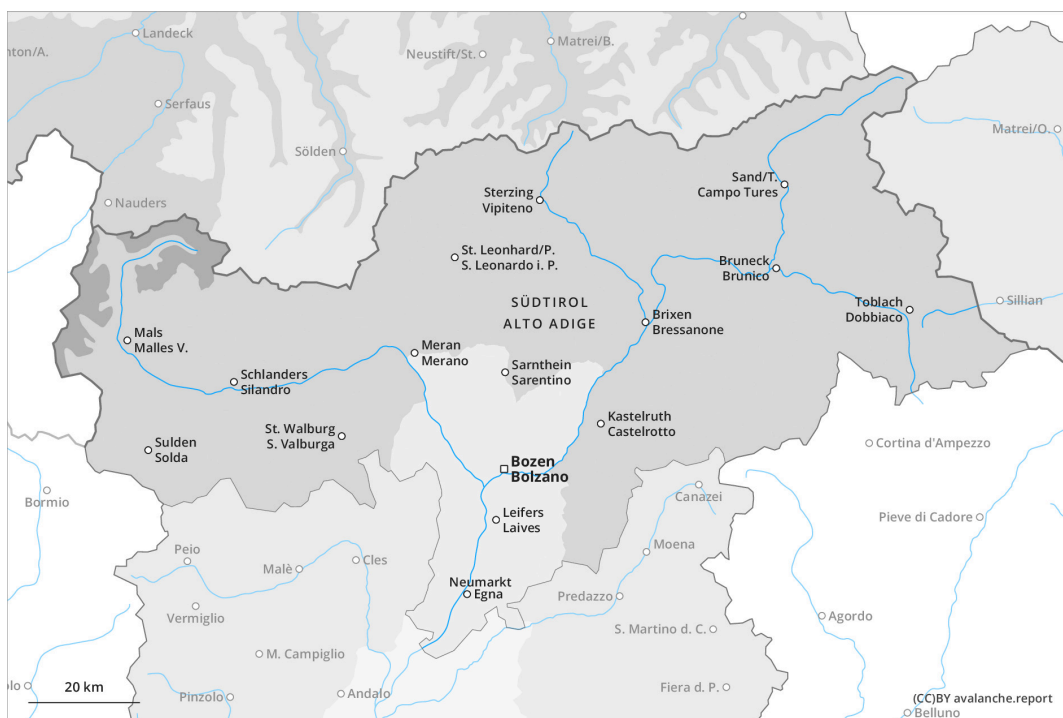 Landeck
nton/A.
Neustift/St.
Matrei/B.
Serfaus
Matrei/O.
Sölden
Nauders
Sand/T.
Campo Tures
Sterzing
Vipiteno
St. Leonhard/P.
S. Leonardo i. P.
Bruneck
Brunico
SÜDTIROL
ALTO ADIGE
Toblach
Dobbiaco
Sillian
Brixen
Bressanone
Mals
Malles V.
Meran
Merano
Sarnthein
Sarentino
Schlanders
Silandro
Kastelruth
Castelrotto
St. Walburg
S. Valburga
Sulden
Solda
Cortina d'Ampezzo
Bozen
Bolzano
Bormio
Canazei
Leifers
Laives
Pieve di Cadore
Peio
Malè
Cles
Moena
Neumarkt
Egna
Predazzo
Vermiglio
Agordo
S. Martino d. C.
M. Campiglio
olo
20 km
Pinzolo
Andalo
Fiera d. P.
(CC)BY avalanche.report
Belluno